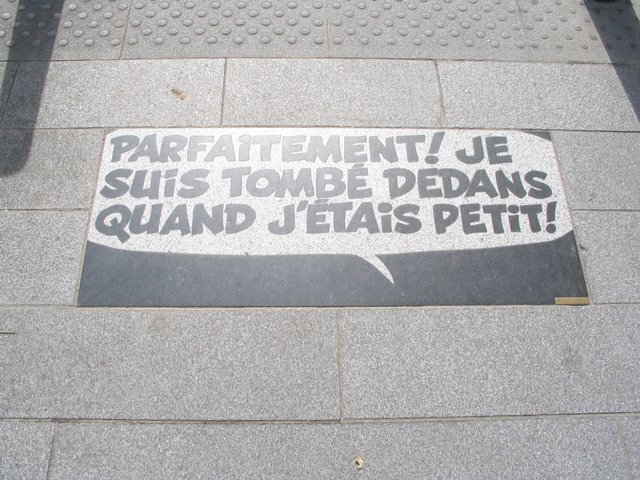 PARFAiTEMENT! JE
SUiS TOMBÉ DEDANS
QUAND J'ÉTAiS PETiT!